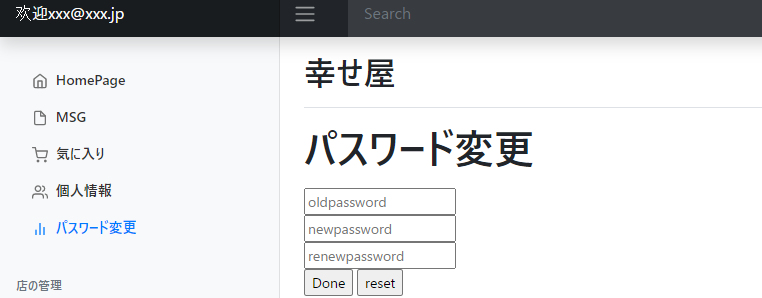 欢迎xxx@xxx.jp
Search
HomePage
MSG
気に入り
個人情報
パスワード変更
店の管理
幸せ屋
パスワード変更
oldpassword
newpassword
renewpassword
Done reset